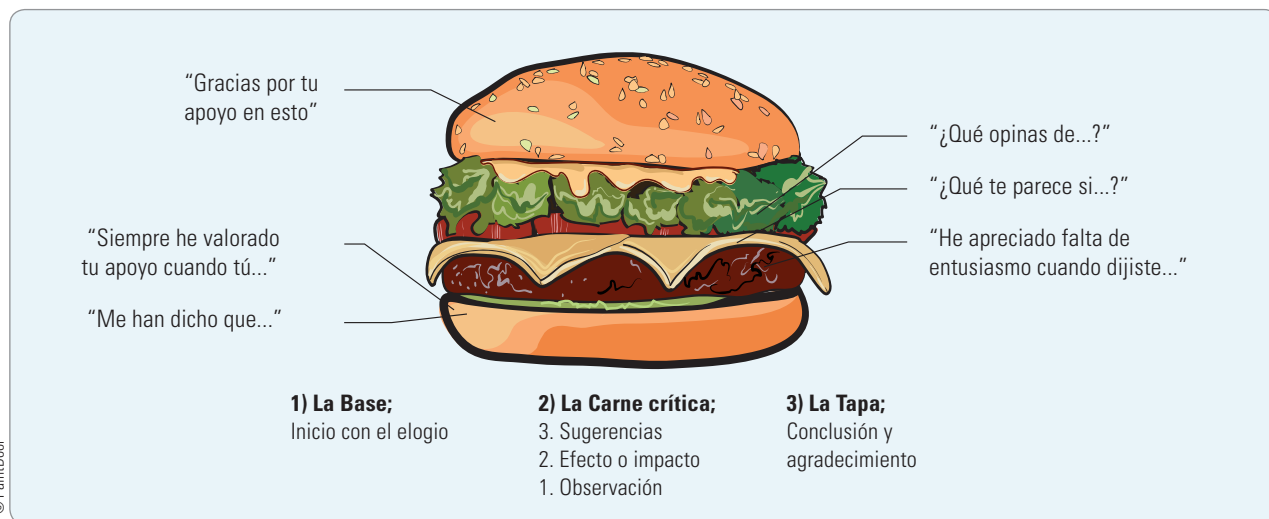 “Gracias por tu
apoyo en esto”
“¿Qué opinas de...?”
“¿Qué te parece si...?”
“Siempre he valorado
tu apoyo cuando tú...”
“He apreciado falta de
entusiasmo cuando dijiste...”
“Me han dicho que...”
1) La Base;
Inicio con el elogio
2) La Carne crítica;
3. Sugerencias
2. Efecto o impacto
1. Observación
3) La Tapa;
Conclusión y
agradecimiento